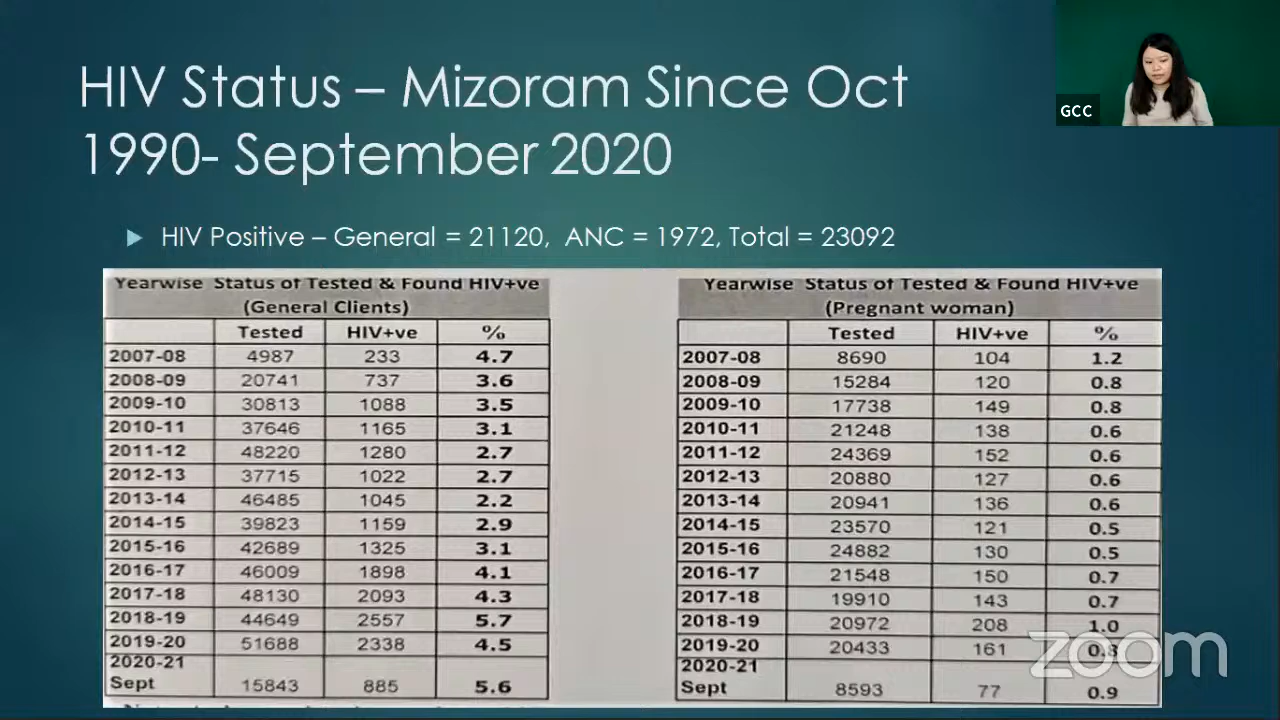 HIV Status – Mizoram Since Oct
1990- September 2020
GCC
HIV Positive – General = 21120, ANC = 1972, Total = 23092
Yearwise Status of Tested & Found HIV+ve
(General Clients)
Tested HIV+ve %
2007-08 4987 233 4.7
2008-09 20741 737 3.6
2009-10 30813 1088 3.5
2010-11 37646 1165 3.1
2011-12 48220 1280 2.7
2012-13 37715 1022 2.7
2013-14 46485 1045 2.2
2014-15 39823 1159 2.9
2015-16 42689 1325 3.1
2016-17 46009 1898 4.1
2017-18 48130 2093 4.3
2018-19 44649 2557 5.7
2019-20 51688 2338 4.5
2020-21
Sept 15843 885 5.6
Yearwise Status of Tested & Found HIV+ve
(Pregnant woman)
Tested HIV+ve %
2007-08 8690 104 1.2
2008-09 15284 120 0.8
2009-10 17738 149 0.8
2010-11 21248 138 0.6
2011-12 24369 152 0.6
2012-13 20880 127 0.6
2013-14 20941 136 0.6
2014-15 23570 121 0.5
2015-16 24882 130 0.5
2016-17 21548 150 0.7
2017-18 19910 143 0.7
2018-19 20972 208 1.0
2019-20 20433 161 0.8
2020-21
Sept 8593 77 0.9
zoom